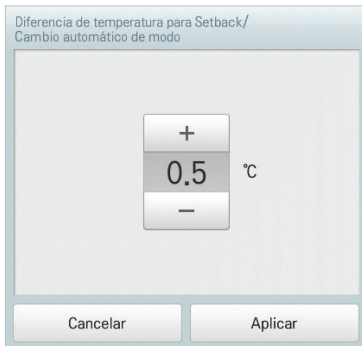 Diferencia de temperatura para Setback/
Cambio automático de modo
+
0.5 °C
−
Cancelar Aplicar